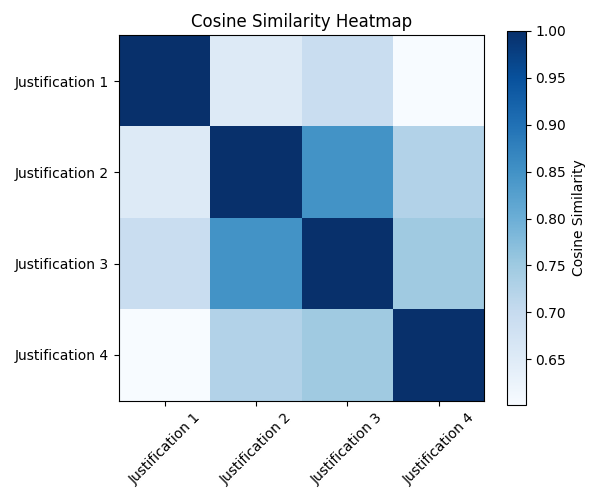 Cosine Similarity Heatmap
Justification 1
Justification 2
Justification 3
Justification 4
Justification 1
Justification 2
Justification 3
Justification 4
1.00
0.95
0.90
0.85
0.80
0.75
0.70
0.65
Cosine Similarity